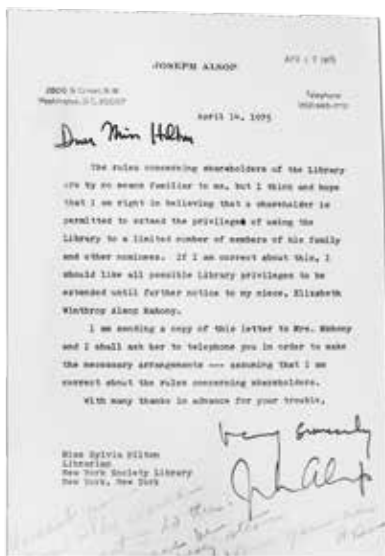 JOSEPH ALSOP
Washington, D.C.
Telephone
April 14, 1975
Dear Miss Hilton
The rules concerning shareholders of the Library
are by no means familiar to me, but I think and hope
that I am right in believing that a shareholder is
permitted to extend the privilege of using the
Library to a limited number of members of his family
and other nominees. If I am correct about this, I
should like all possible Library privileges to be
extended until further notice to my niece, Elizabeth
Winthrop Alsop Mahony.
I am sending a copy of this letter to Mrs. Mahony
and I shall ask her to telephone you in order to make
the necessary arrangements --- assuming that I am
correct about the rules concerning shareholders.
With many thanks in advance for your trouble,
Miss Sylvia Hilton
Librarian
New York Society Library
New York, New York